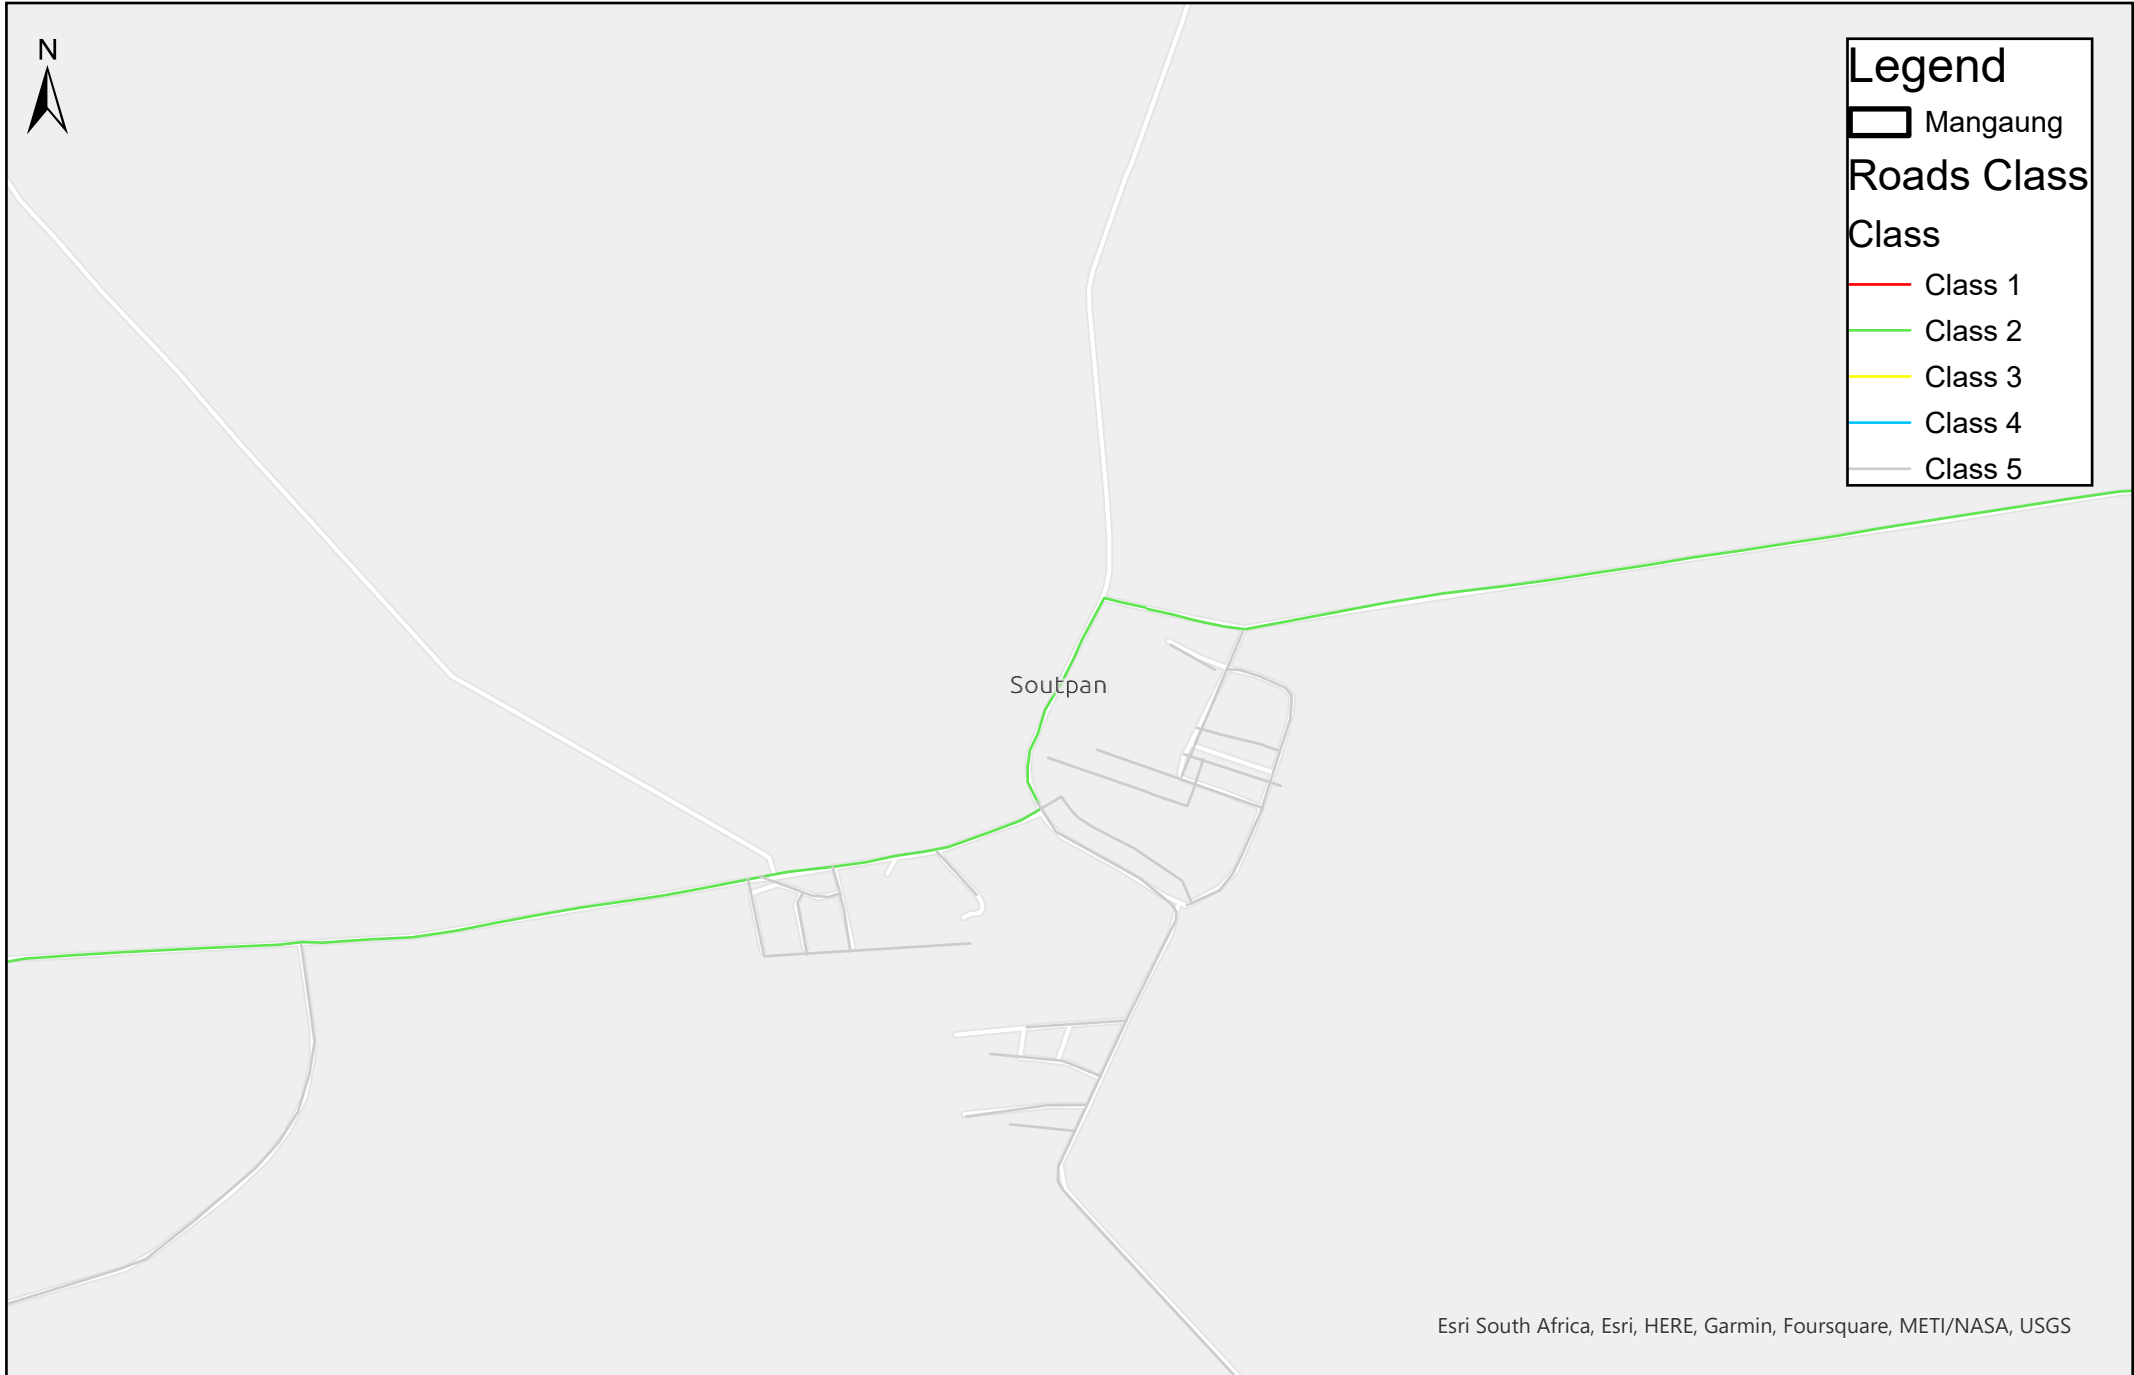 N
Legend
Mangaung
Roads Class
Class
Class 1
Class 2
Class 3
Class 4
Class 5
Soutpan
Esri South Africa, Esri, HERE, Garmin, Foursquare, METI/NASA, USGS